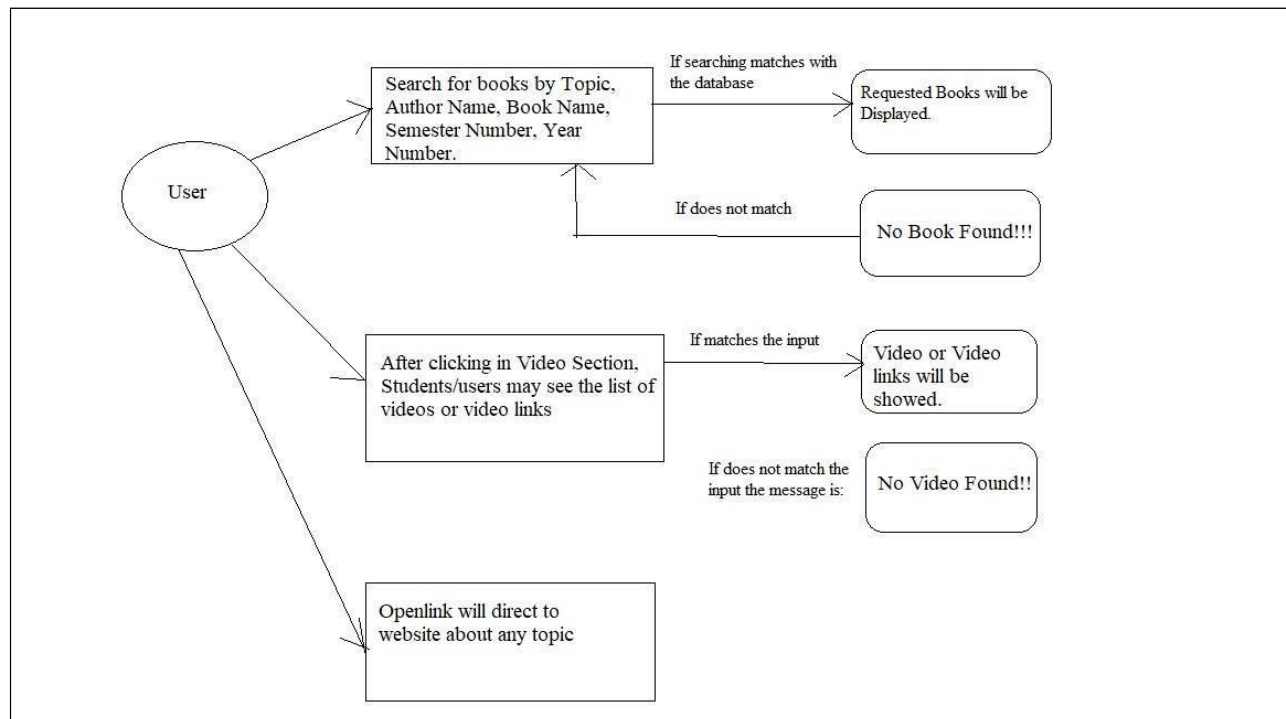 User
Search for books by Topic,
Author Name, Book Name,
Semester Number, Year
Number.
If searching matches with
the database
Requested Books will be
Displayed.
If does not match
No Book Found!!!
After clicking in Video Section,
Students/users may see the list of
videos or video links
If matches the input
Video or Video
links will be
showed.
If does not match the
input the message is:
No Video Found!!
Openlink will direct to
website about any topic